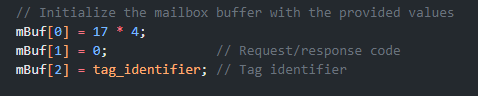 // Initialize the mailbox buffer with the provided values
mBuf[0] = 17 * 4;
mBuf[1] = 0;               // Request/response code
mBuf[2] = tag_identifier; // Tag identifier